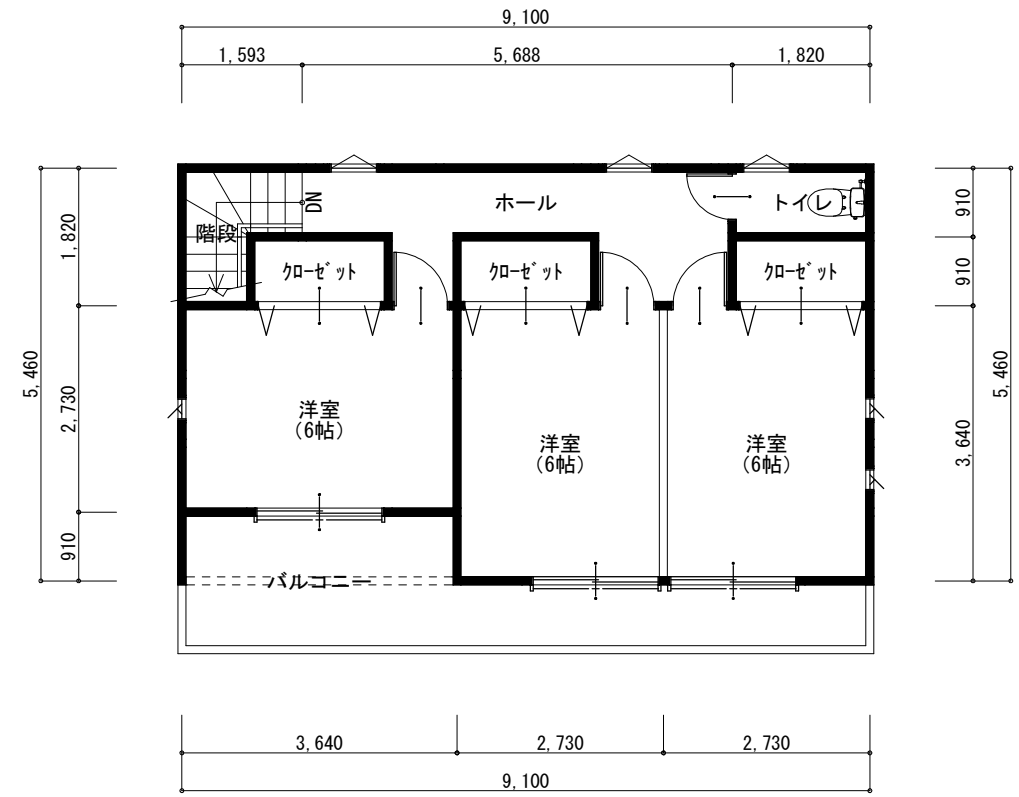 9,100
1,593
5,688
1,820
DN
ホール
トイレ
階段
クローゼット
クローゼット
クローゼット
1,820
910
910
5,460
2,730
洋室
(6帖)
洋室
(6帖)
洋室
(6帖)
3,640
5,460
910
バルコニー
3,640
2,730
2,730
9,100